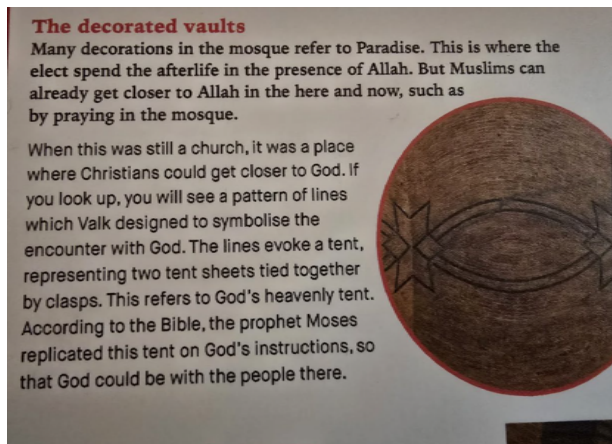 The decorated vaults
Many decorations in the mosque refer to Paradise. This is where the
elect spend the afterlife in the presence of Allah. But Muslims can
already get closer to Allah in the here and now, such as
by praying in the mosque.
When this was still a church, it was a place
where Christians could get closer to God. If
you look up, you will see a pattern of lines
which Valk designed to symbolise the
encounter with God. The lines evoke a tent,
representing two tent sheets tied together
by clasps. This refers to God's heavenly tent.
According to the Bible, the prophet Moses
replicated this tent on God's instructions, so
that God could be with the people there.